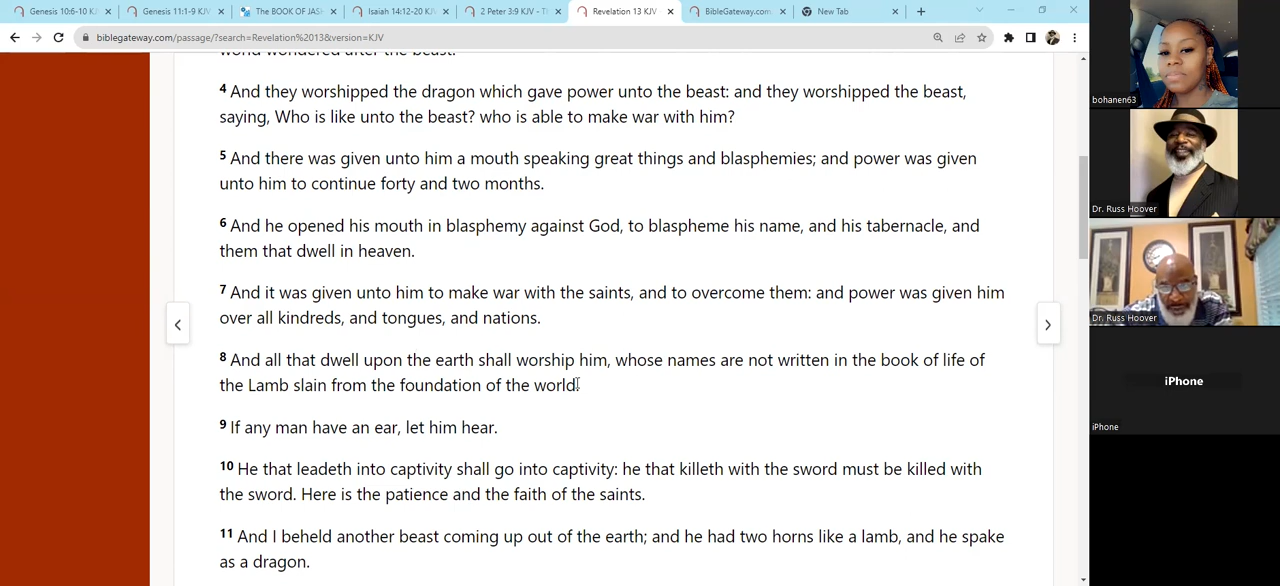 Genesis 10:6-10 KJ
Genesis 11:1-9 KJV
The BOOK OF JAS
Isaiah 14:12-20 KJV
2 Peter 3:9 KJV - T
Revelation 13 KJV
BibleGateway.com
New Tab
biblegateway.com/passage/?search=Revelation%2013&version=KJV
world wondered after the beast.
4 And they worshipped the dragon which gave power unto the beast: and they worshipped the beast,
saying, Who is like unto the beast? who is able to make war with him?
5 And there was given unto him a mouth speaking great things and blasphemies; and power was given
unto him to continue forty and two months.
6 And he opened his mouth in blasphemy against God, to blaspheme his name, and his tabernacle, and
them that dwell in heaven.
7 And it was given unto him to make war with the saints, and to overcome them: and power was given him
over all kindreds, and tongues, and nations.
8 And all that dwell upon the earth shall worship him, whose names are not written in the book of life of
the Lamb slain from the foundation of the world.
9 If any man have an ear, let him hear.
10 He that leadeth into captivity shall go into captivity: he that killeth with the sword must be killed with
the sword. Here is the patience and the faith of the saints.
11 And I beheld another beast coming up out of the earth; and he had two horns like a lamb, and he spake
as a dragon.
bohanen63
Dr. Russ Hoover
Dr. Russ Hoover
iPhone
iPhone